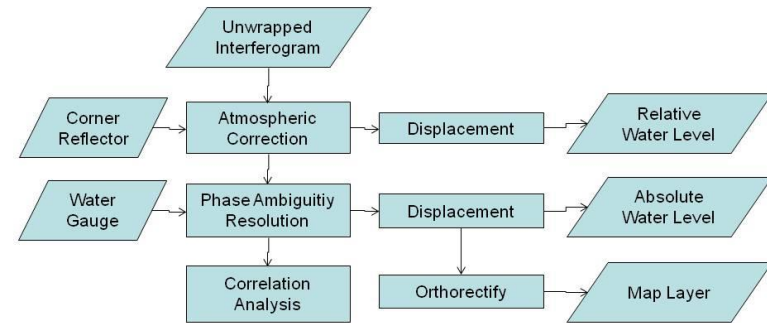 Unwrapped
Interferogram
Corner
Reflector
Atmospheric
Correction
Displacement
Relative
Water Level
Water
Gauge
Phase Ambiguitiy
Resolution
Displacement
Absolute
Water Level
Correlation
Analysis
Orthorectify
Map Layer